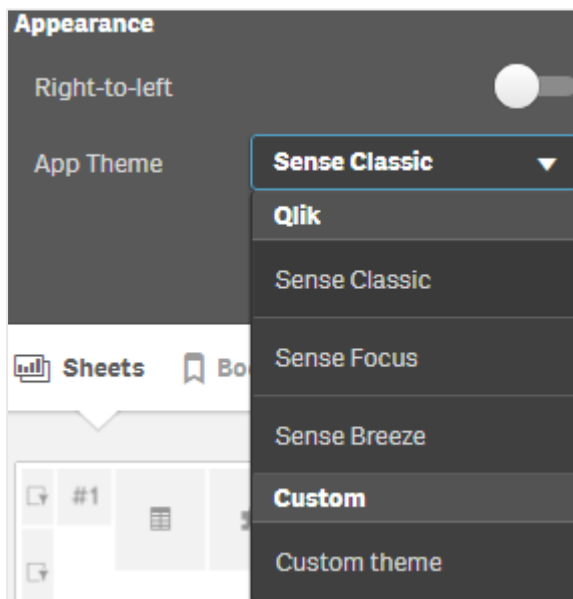 Appearance
Right-to-left
App Theme
Sense Classic
Qlik
Sense Classic
Sense Focus
Sense Breeze
Custom
Custom theme
Sheets
#1